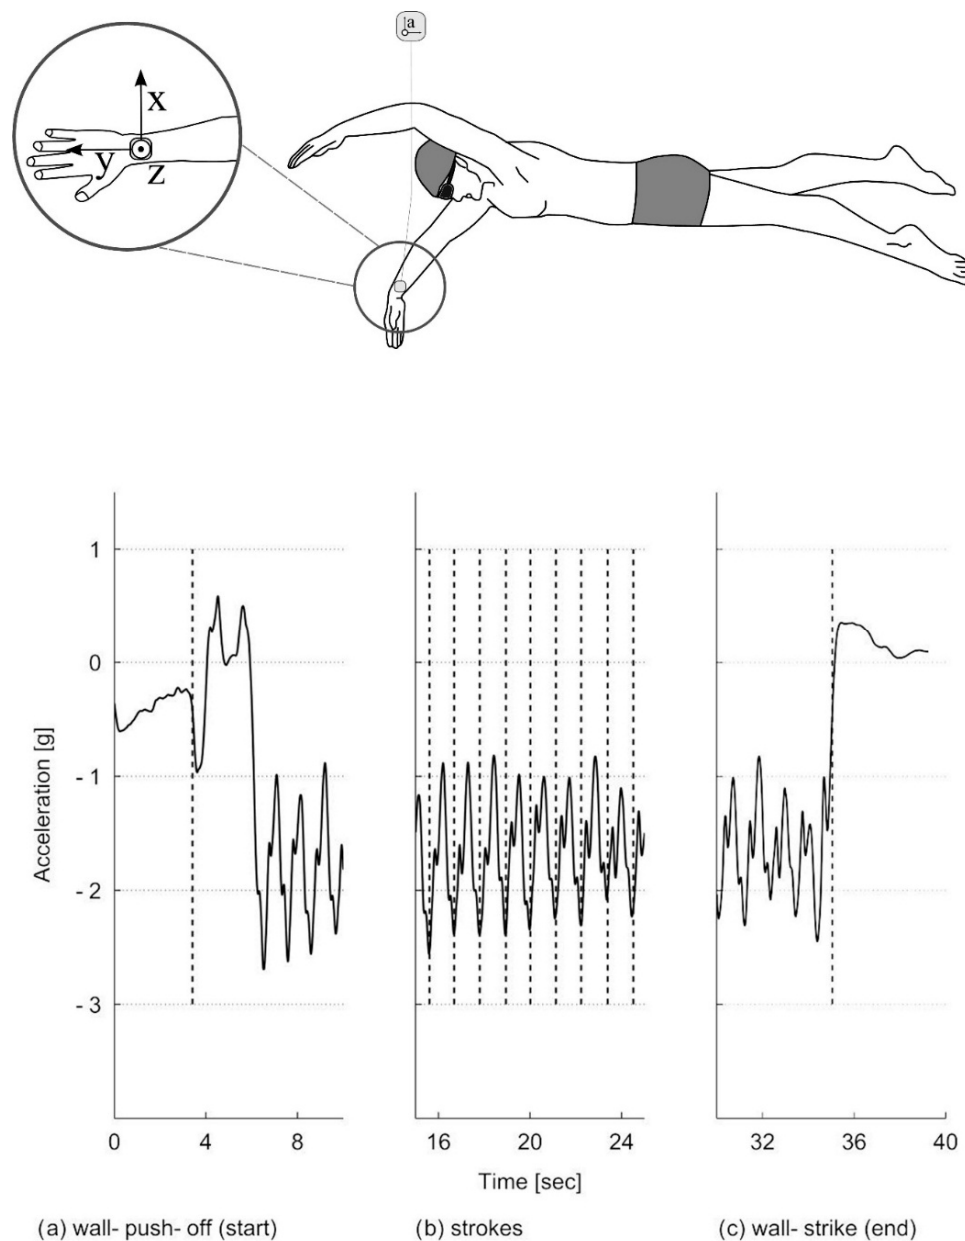 a
x
y
z
Acceleration [g]
1
0
- 1
- 2
- 3
0 4 8
16 20 24
32 36 40
Time [sec]
(a) wall- push- off (start) (b) strokes (c) wall- strike (end)